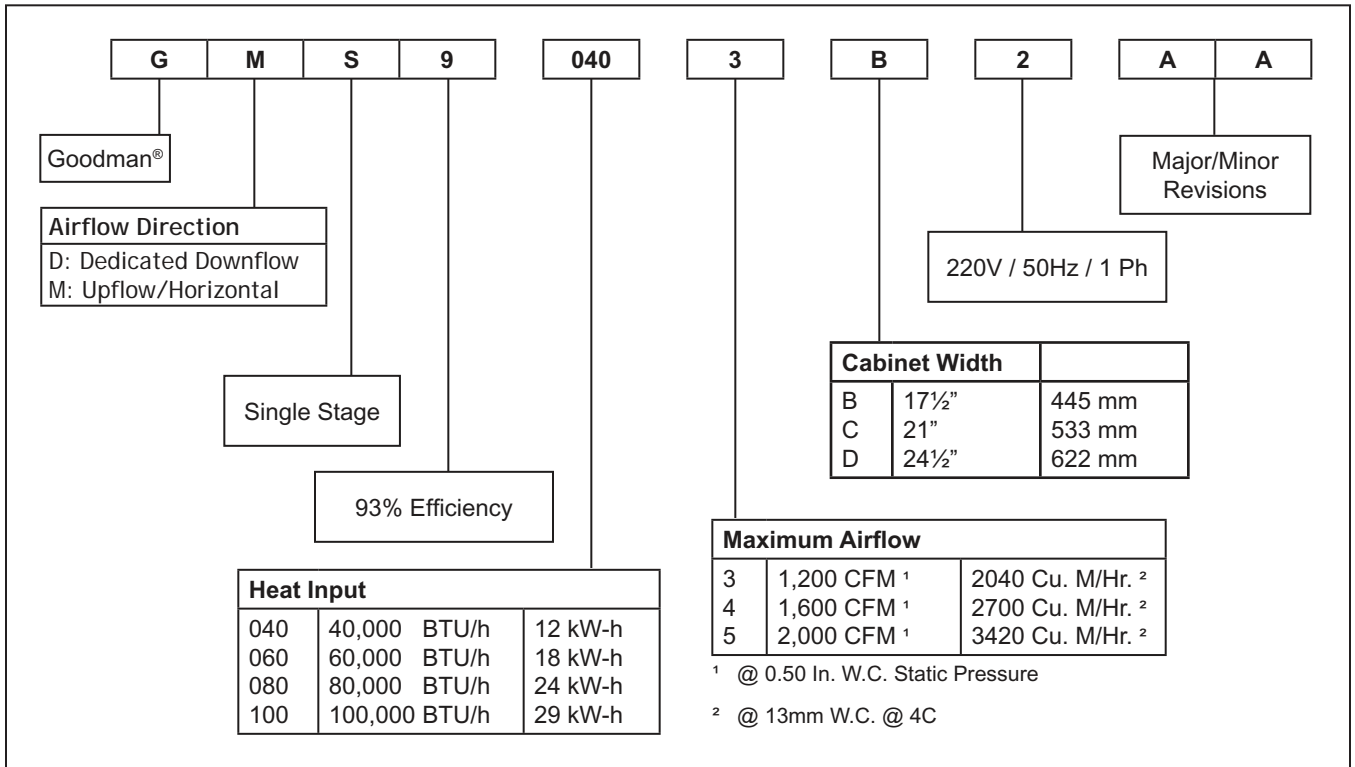 G M S 9 040 3 B 2 A A
Goodman®
Major/Minor
Revisions
Airflow Direction
D: Dedicated Downflow
M: Upflow/Horizontal
220V / 50Hz / 1 Ph
Single Stage
Cabinet Width
B 17½” 445 mm
C 21” 533 mm
D 24½” 622 mm
93% Efficiency
Maximum Airflow
3 1,200 CFM ¹ 2040 Cu. M/Hr. ²
4 1,600 CFM ¹ 2700 Cu. M/Hr. ²
5 2,000 CFM ¹ 3420 Cu. M/Hr. ²
¹ @ 0.50 In. W.C. Static Pressure
² @ 13mm W.C. @ 4C
Heat Input
040 40,000 BTU/h 12 kW-h
060 60,000 BTU/h 18 kW-h
080 80,000 BTU/h 24 kW-h
100 100,000 BTU/h 29 kW-h